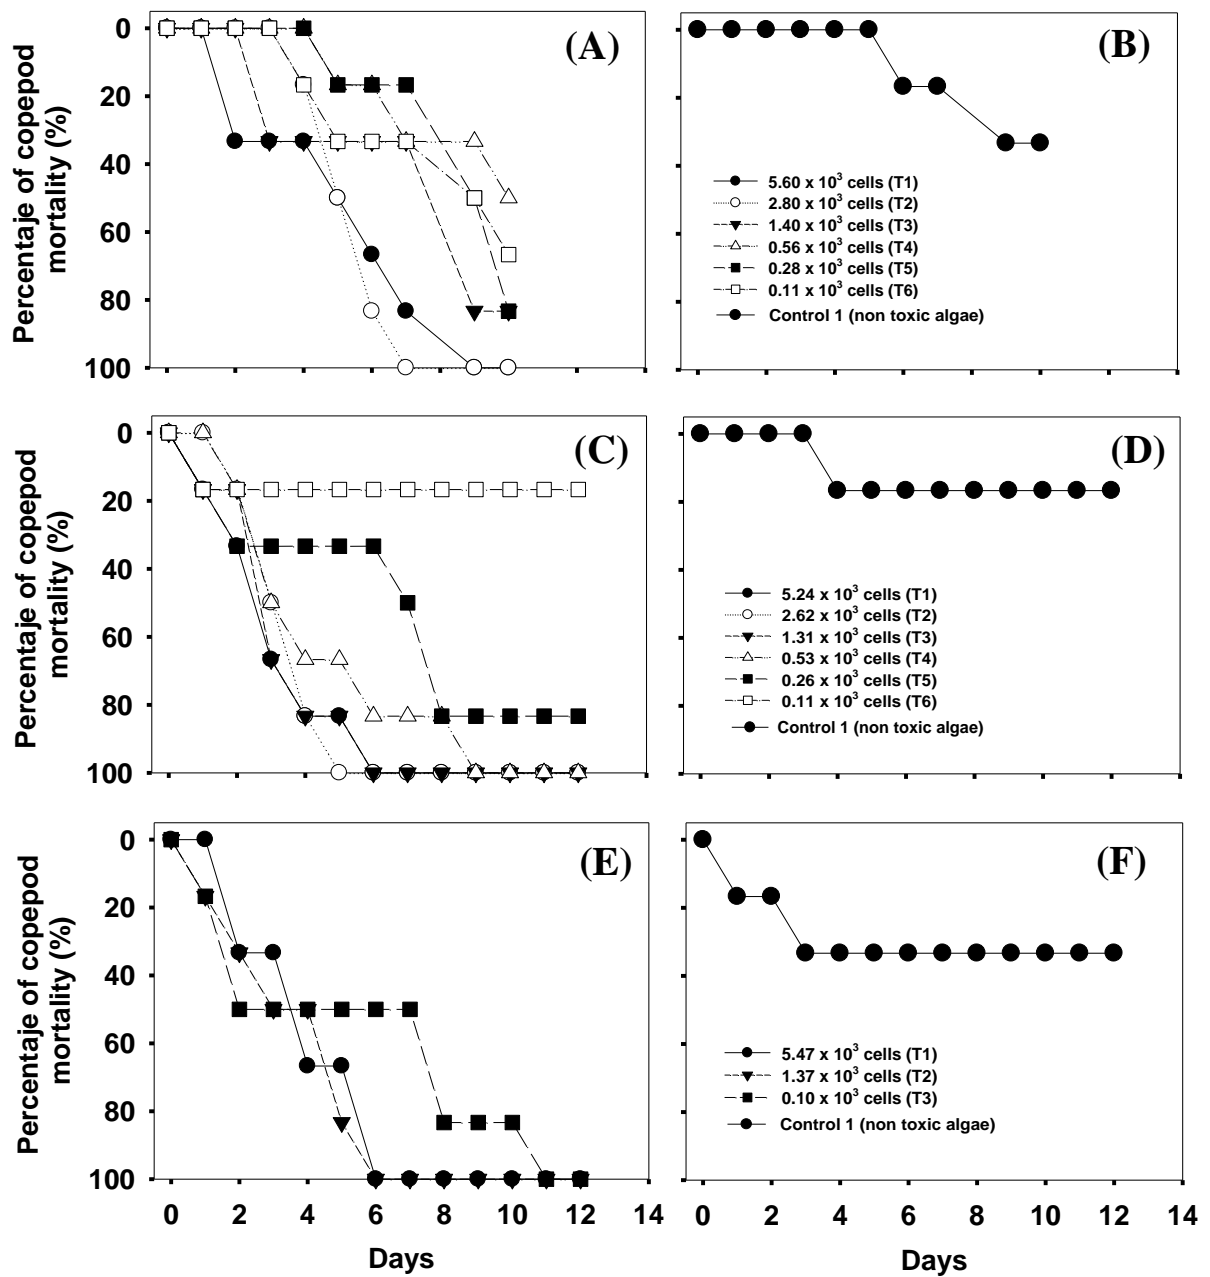 (A)
0
20
40
60
80
100
Percentaje of copepod
mortality (%)
(B)
5.60 x 10³ cells (T1)
2.80 x 10³ cells (T2)
1.40 x 10³ cells (T3)
0.56 x 10³ cells (T4)
0.28 x 10³ cells (T5)
0.11 x 10³ cells (T6)
Control 1 (non toxic algae)
(C)
0
20
40
60
80
100
Percentaje of copepod
mortality (%)
(D)
5.24 x 10³ cells (T1)
2.62 x 10³ cells (T2)
1.31 x 10³ cells (T3)
0.53 x 10³ cells (T4)
0.26 x 10³ cells (T5)
0.11 x 10³ cells (T6)
Control 1 (non toxic algae)
(E)
0
20
40
60
80
100
Percentaje of copepod
mortality (%)
0 2 4 6 8 10 12 14
Days
(F)
5.47 x 10³ cells (T1)
1.37 x 10³ cells (T2)
0.10 x 10³ cells (T3)
Control 1 (non toxic algae)
0 2 4 6 8 10 12 14
Days